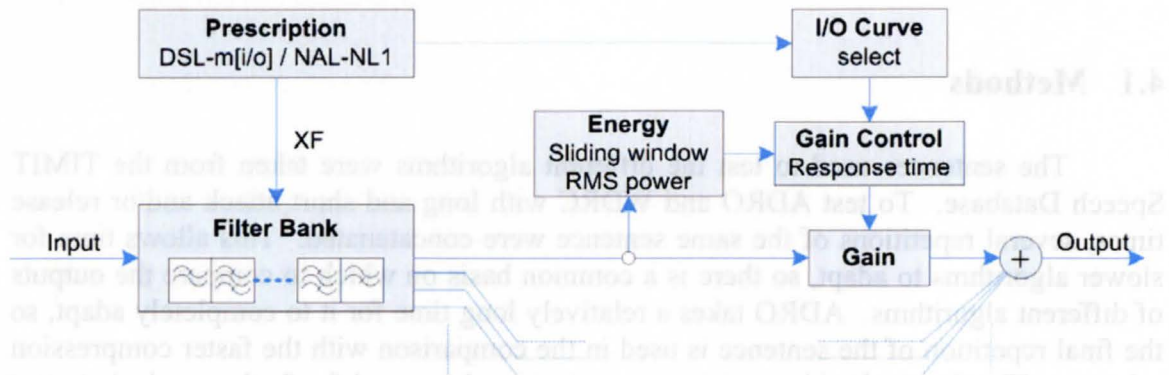 Prescription
DSL-m[i/o] / NAL-NL1
I/O Curve
select
XF
Energy
Sliding window
RMS power
Gain Control
Response time
Input
Filter Bank
Gain
+
Output
4.1 Methods
The sentences test the different algorithms were taken from the TIMIT
Speech Database. To test ADRO and WDRC with long and short attack and/or release
times, several repetitions of the same sentence were concatenated. This allows time for
slower algorithms to adapt, so there is a common basis on which to compare the outputs
of different algorithms. ADRO takes a relatively long time for it to completely adapt, so
the final repetition of the sentence is used in the comparison with the faster compression